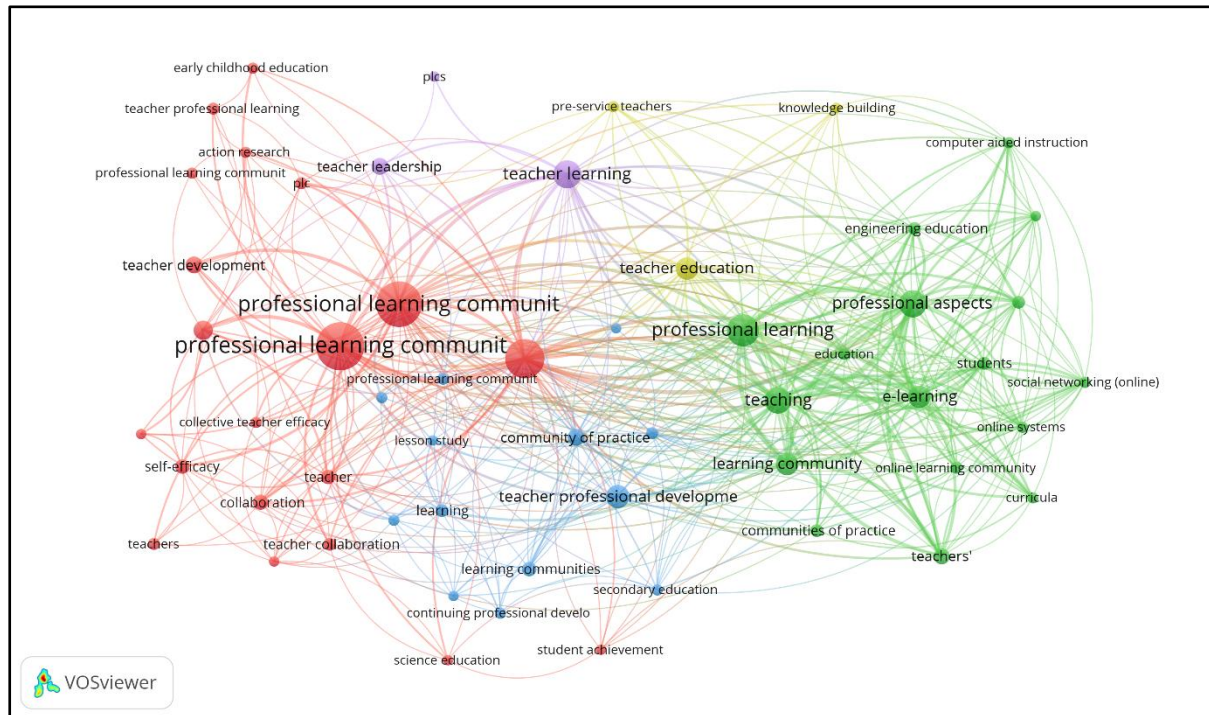 early childhood education
plcs
teacher professional learning
pre-service teachers
knowledge building
computer aided instruction
action research
professional learning communit
teacher leadership
teacher learning
plc
engineering education
teacher development
teacher education
professional learning communit
professional aspects
professional learning
professional learning communit
education
students
professional learning communit
social networking (online)
teaching
e-learning
collective teacher efficacy
online systems
lesson study
community of practice
self-efficacy
learning community
online learning community
teacher
collaboration
teacher professional developme
curricula
learning
communities of practice
teachers
teacher collaboration
teachers'
learning communities
secondary education
continuing professional develo
student achievement
science education
VOSviewer